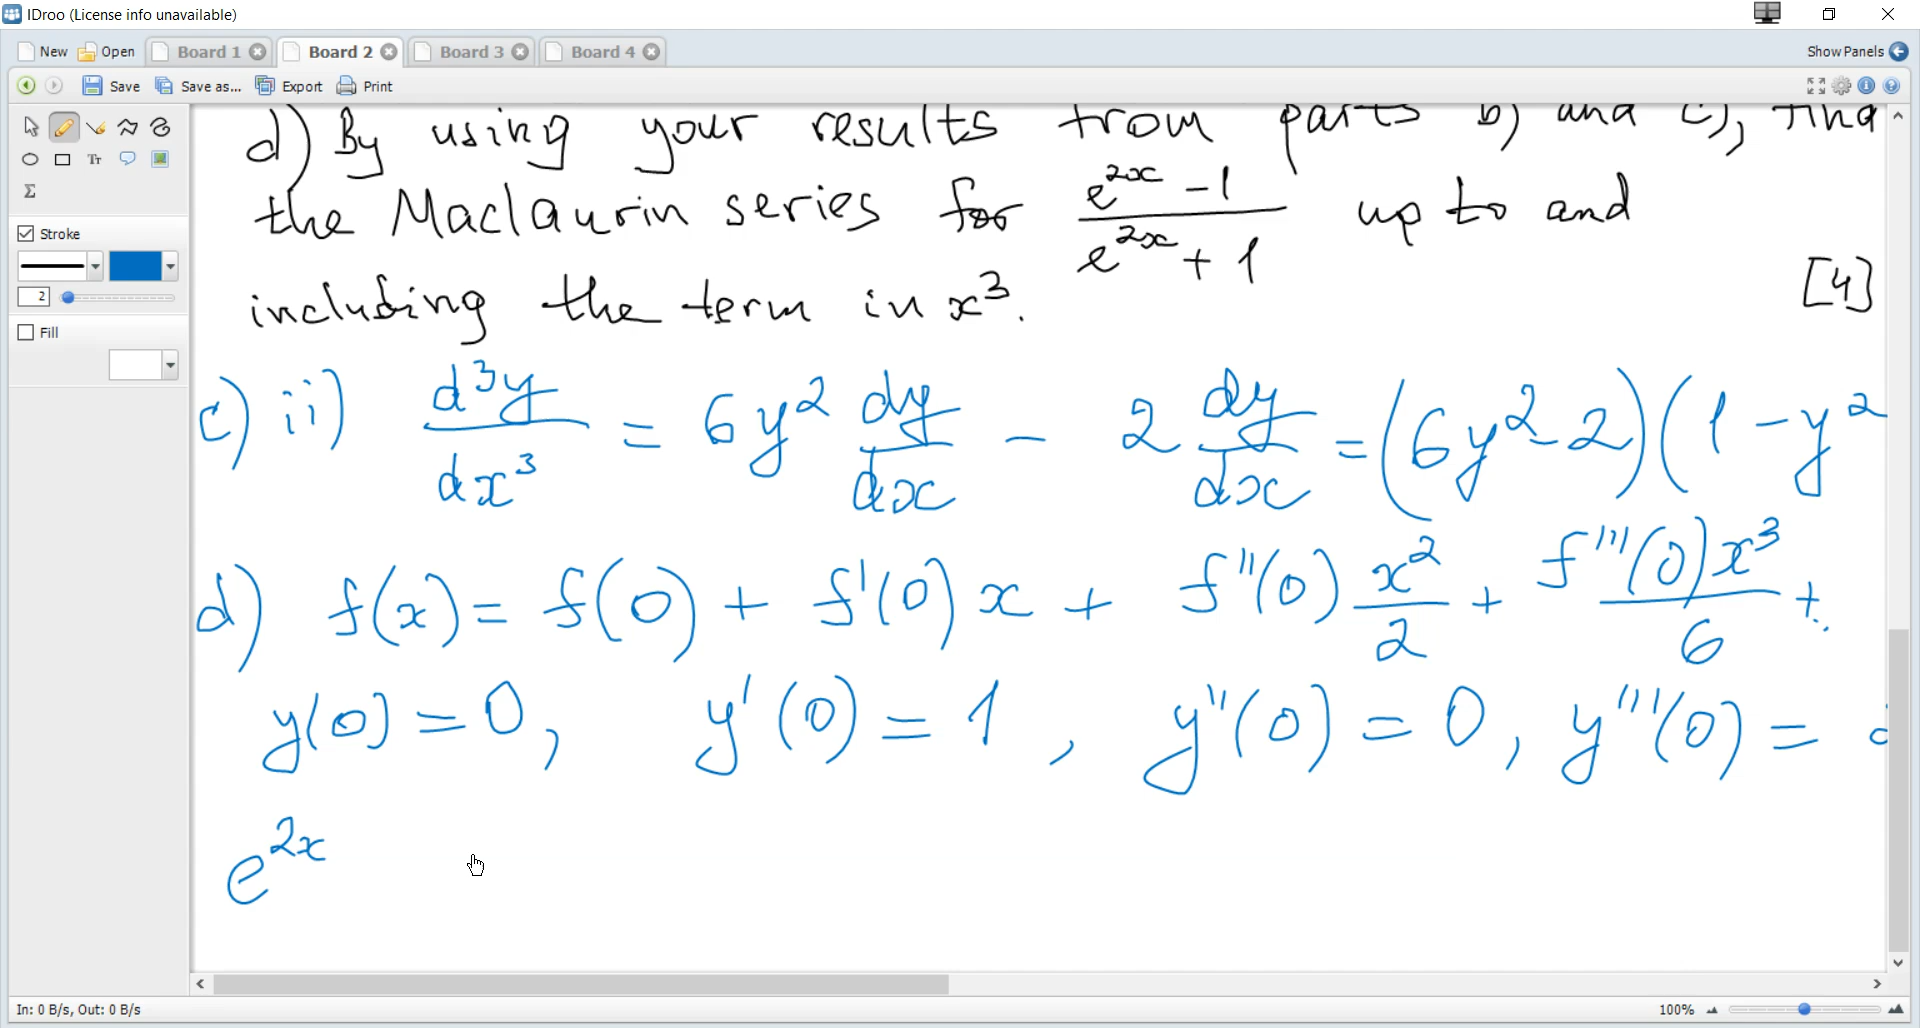 IDroo (License info unavailable)
New Open Board 1 Board 2 Board 3 Board 4 Show Panels
Save Save as... Export Print
d) By using your results from parts b) and c), find
the Maclaurin series for (e^(2x) - 1)/(e^(2x) + 1) up to and
including the term in x³. [4]
Stroke
2
Fill
c) ii) d³y/dx³ = 6y² dy/dx - 2 dy/dx = (6y² - 2)(1 - y²
d) f(x) = f(0) + f'(0) x + f''(0) x²/2 + f'''(0) x³/6 + ..
y(0) = 0, y'(0) = 1, y''(0) = 0, y'''(0) =
e^(2x)
In: 0 B/s, Out: 0 B/s 100%